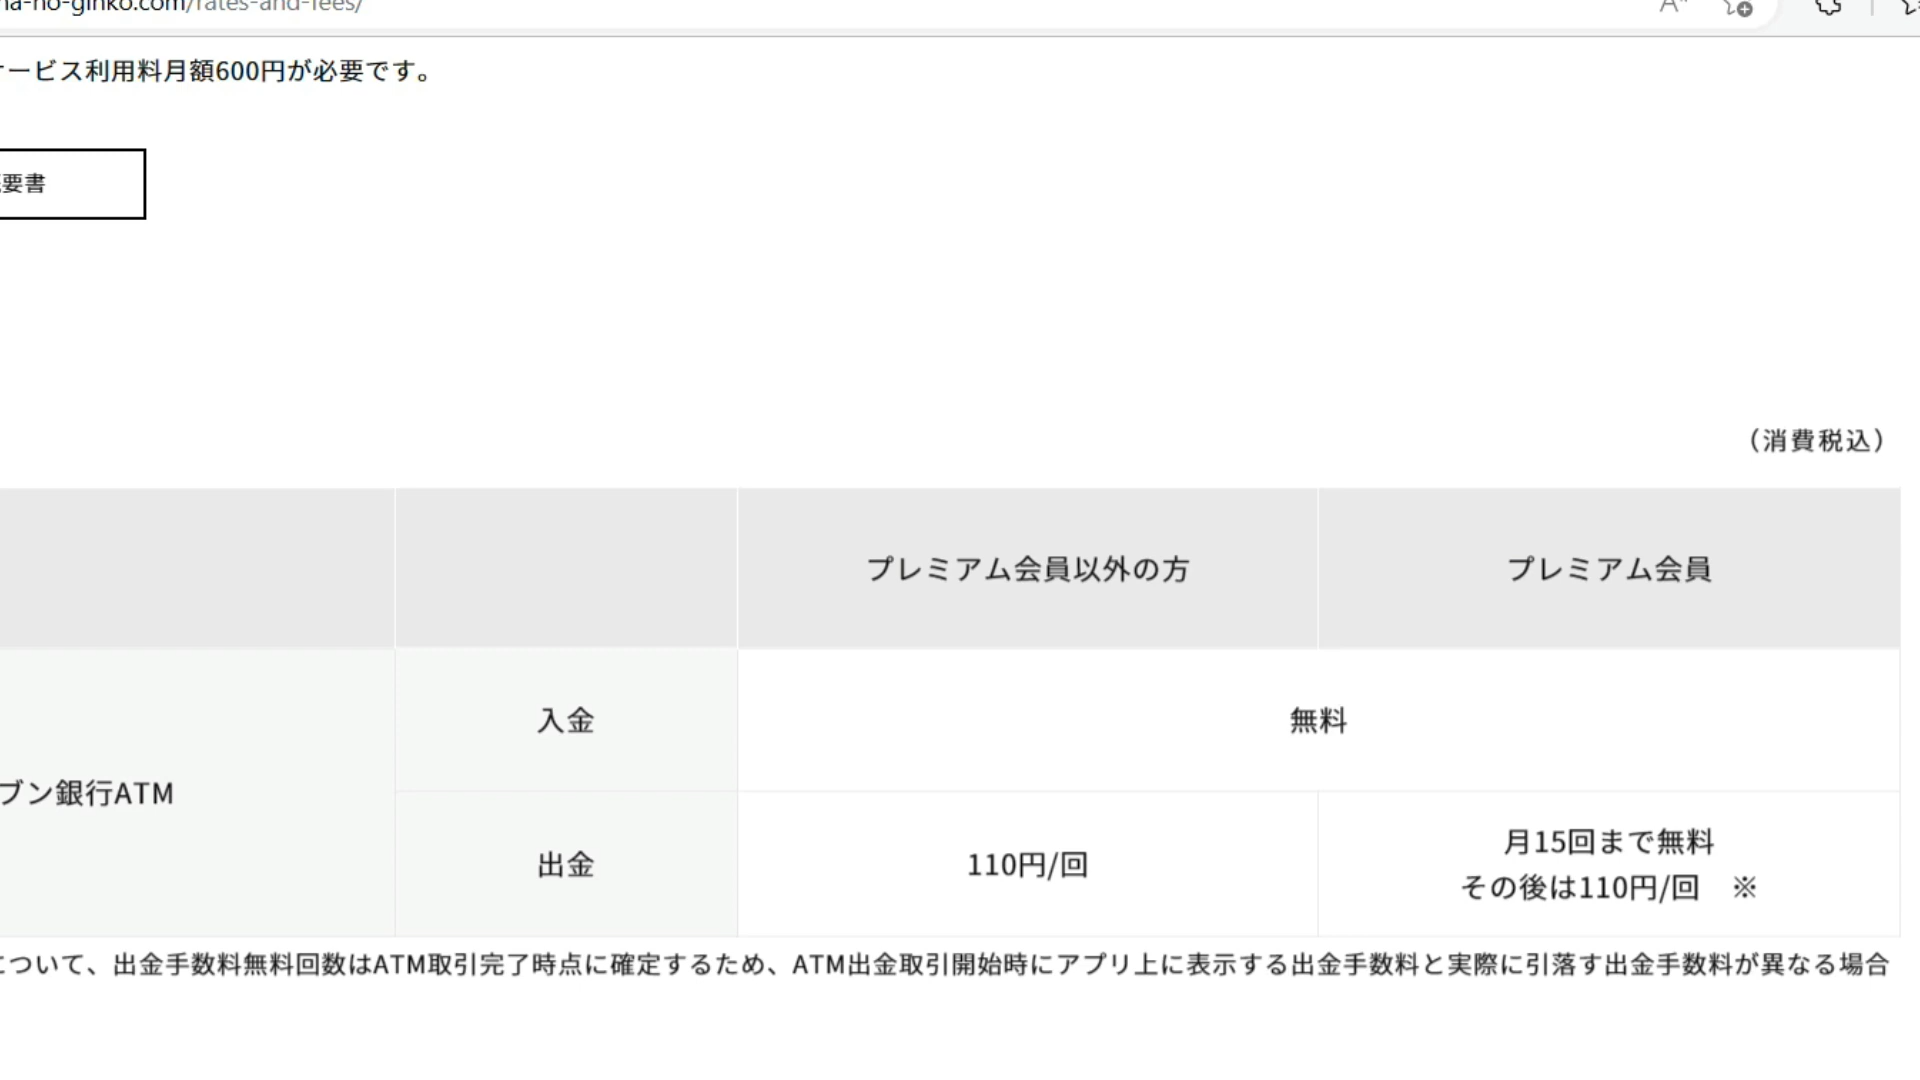 na-no-ginko.com/rates-and-fees/
ービス利用料月額600円が必要です。
要書
（消費税込）
プレミアム会員以外の方
プレミアム会員
入金
無料
ブン銀行ATM
出金
110円/回
月15回まで無料
その後は110円/回 ※
について、出金手数料無料回数はATM取引完了時点に確定するため、ATM出金取引開始時にアプリ上に表示する出金手数料と実際に引落す出金手数料が異なる場合